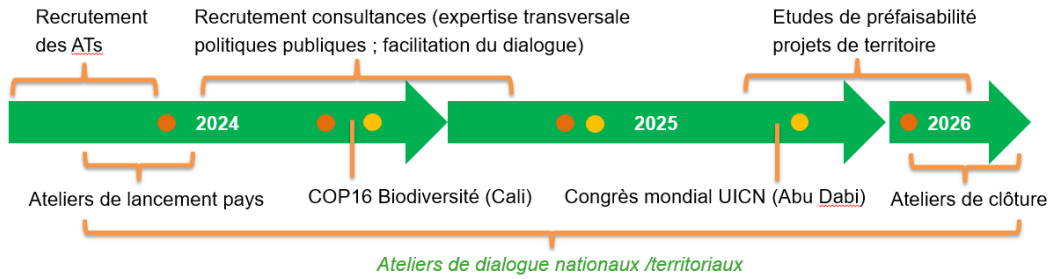 Recrutement
des ATs
Recrutement consultances (expertise transversale
politiques publiques ; facilitation du dialogue)
Etudes de préfaisabilité
projets de territoire
2024
2025
2026
Ateliers de lancement pays
COP16 Biodiversité (Cali)
Congrès mondial UICN (Abu Dabi)
Ateliers de clôture
Ateliers de dialogue nationaux /territoriaux